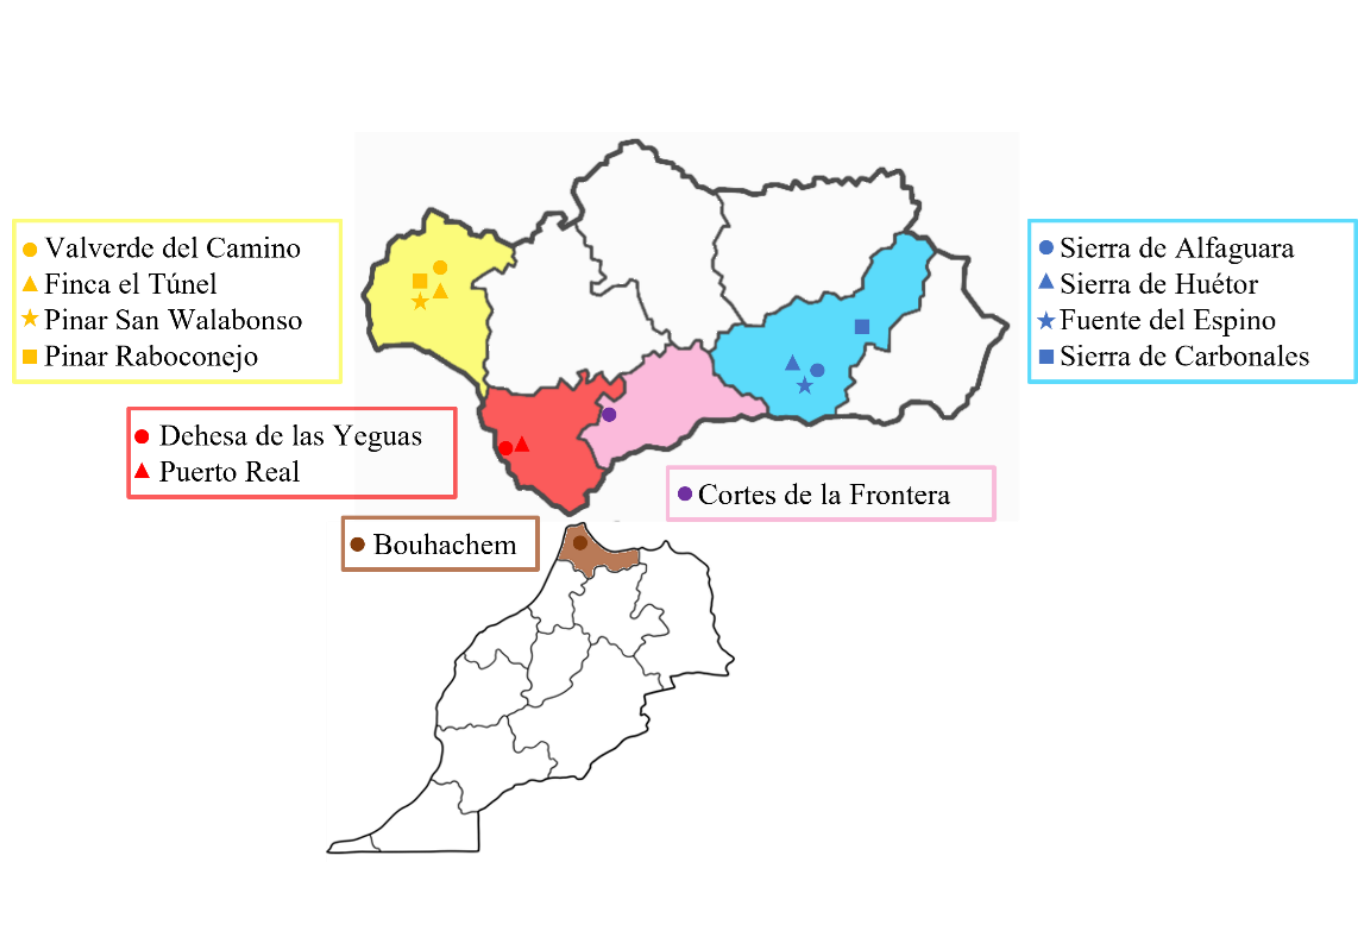 Valverde del Camino
Finca el Túnel
Pinar San Walabonso
Pinar Raboconejo
Sierra de Alfaguara
Sierra de Huétor
Fuente del Espino
Sierra de Carbonales
Dehesa de las Yeguas
Puerto Real
Cortes de la Frontera
Bouhachem